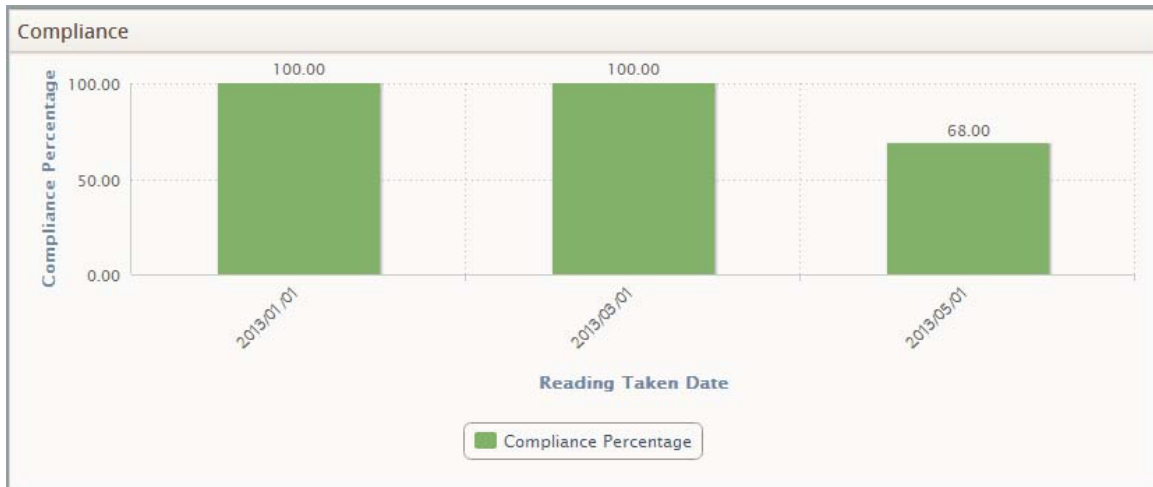 Compliance
Compliance Percentage
100.00
50.00
0.00
100.00
100.00
68.00
2013/01/01
2013/03/01
2013/05/01
Reading Taken Date
Compliance Percentage